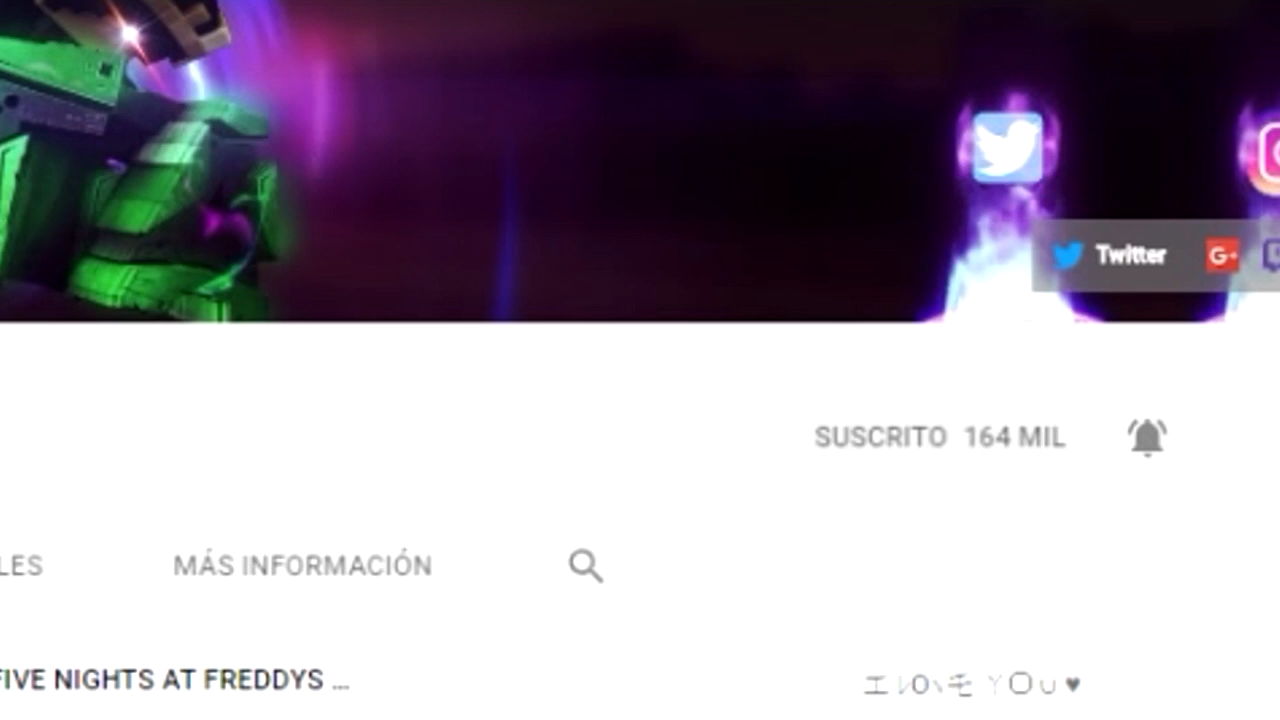 Twitter
SUSCRITO 164 MIL
LES MÁS INFORMACIÓN
FIVE NIGHTS AT FREDDYS ...